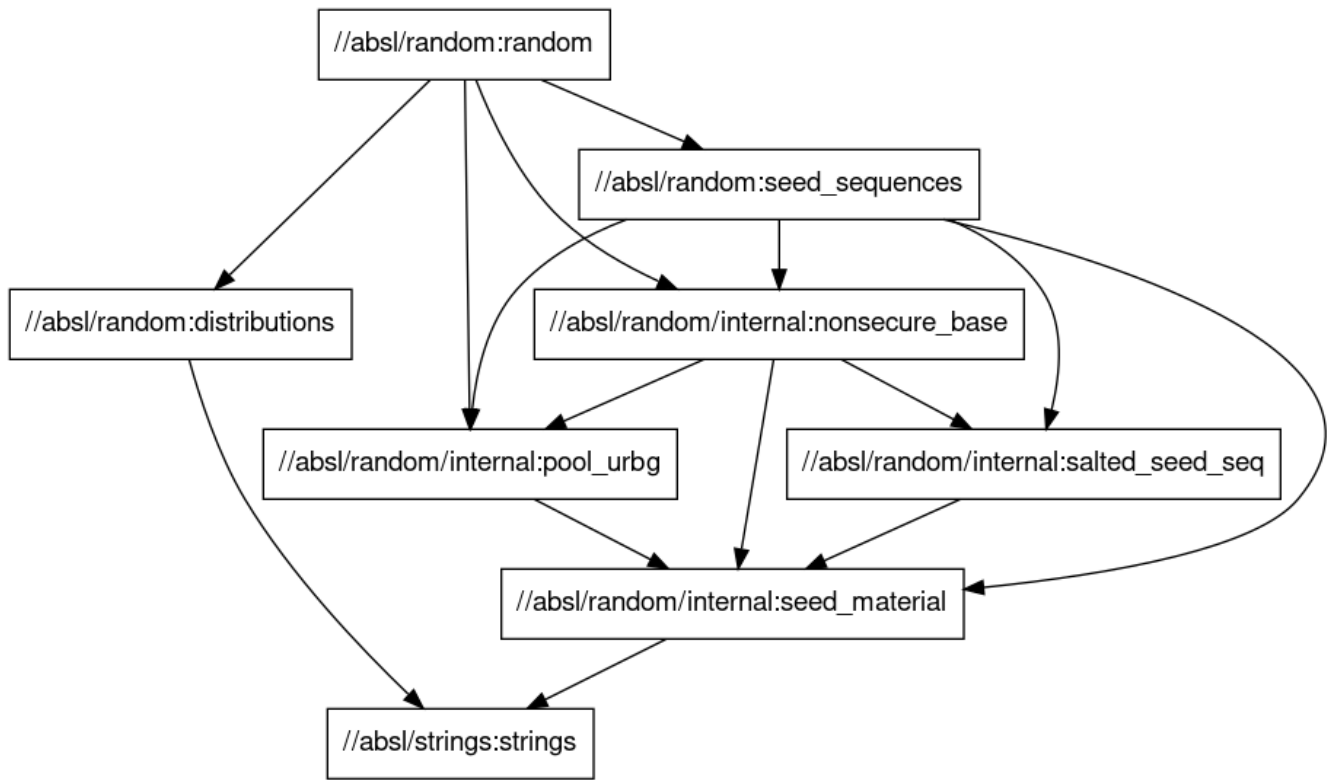 //absl/random:random
//absl/random:seed_sequences
//absl/random:distributions
//absl/random/internal:nonsecure_base
//absl/random/internal:pool_urbg
//absl/random/internal:salted_seed_seq
//absl/random/internal:seed_material
//absl/strings:strings